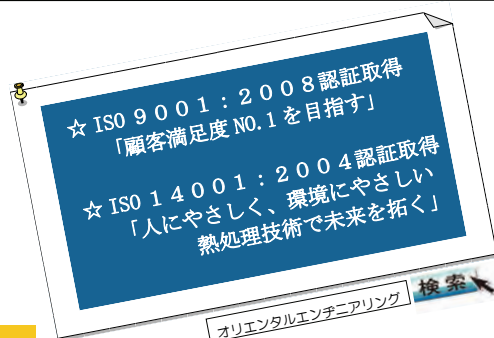 ☆ ISO９００１：２００８認証取得
「顧客満足度 NO.1 を目指す」
☆ ISO１４００１：２００４認証取得
「人にやさしく、環境にやさしい
熱処理技術で未来を拓く」
オリエンタルエンヂニアリング 検索